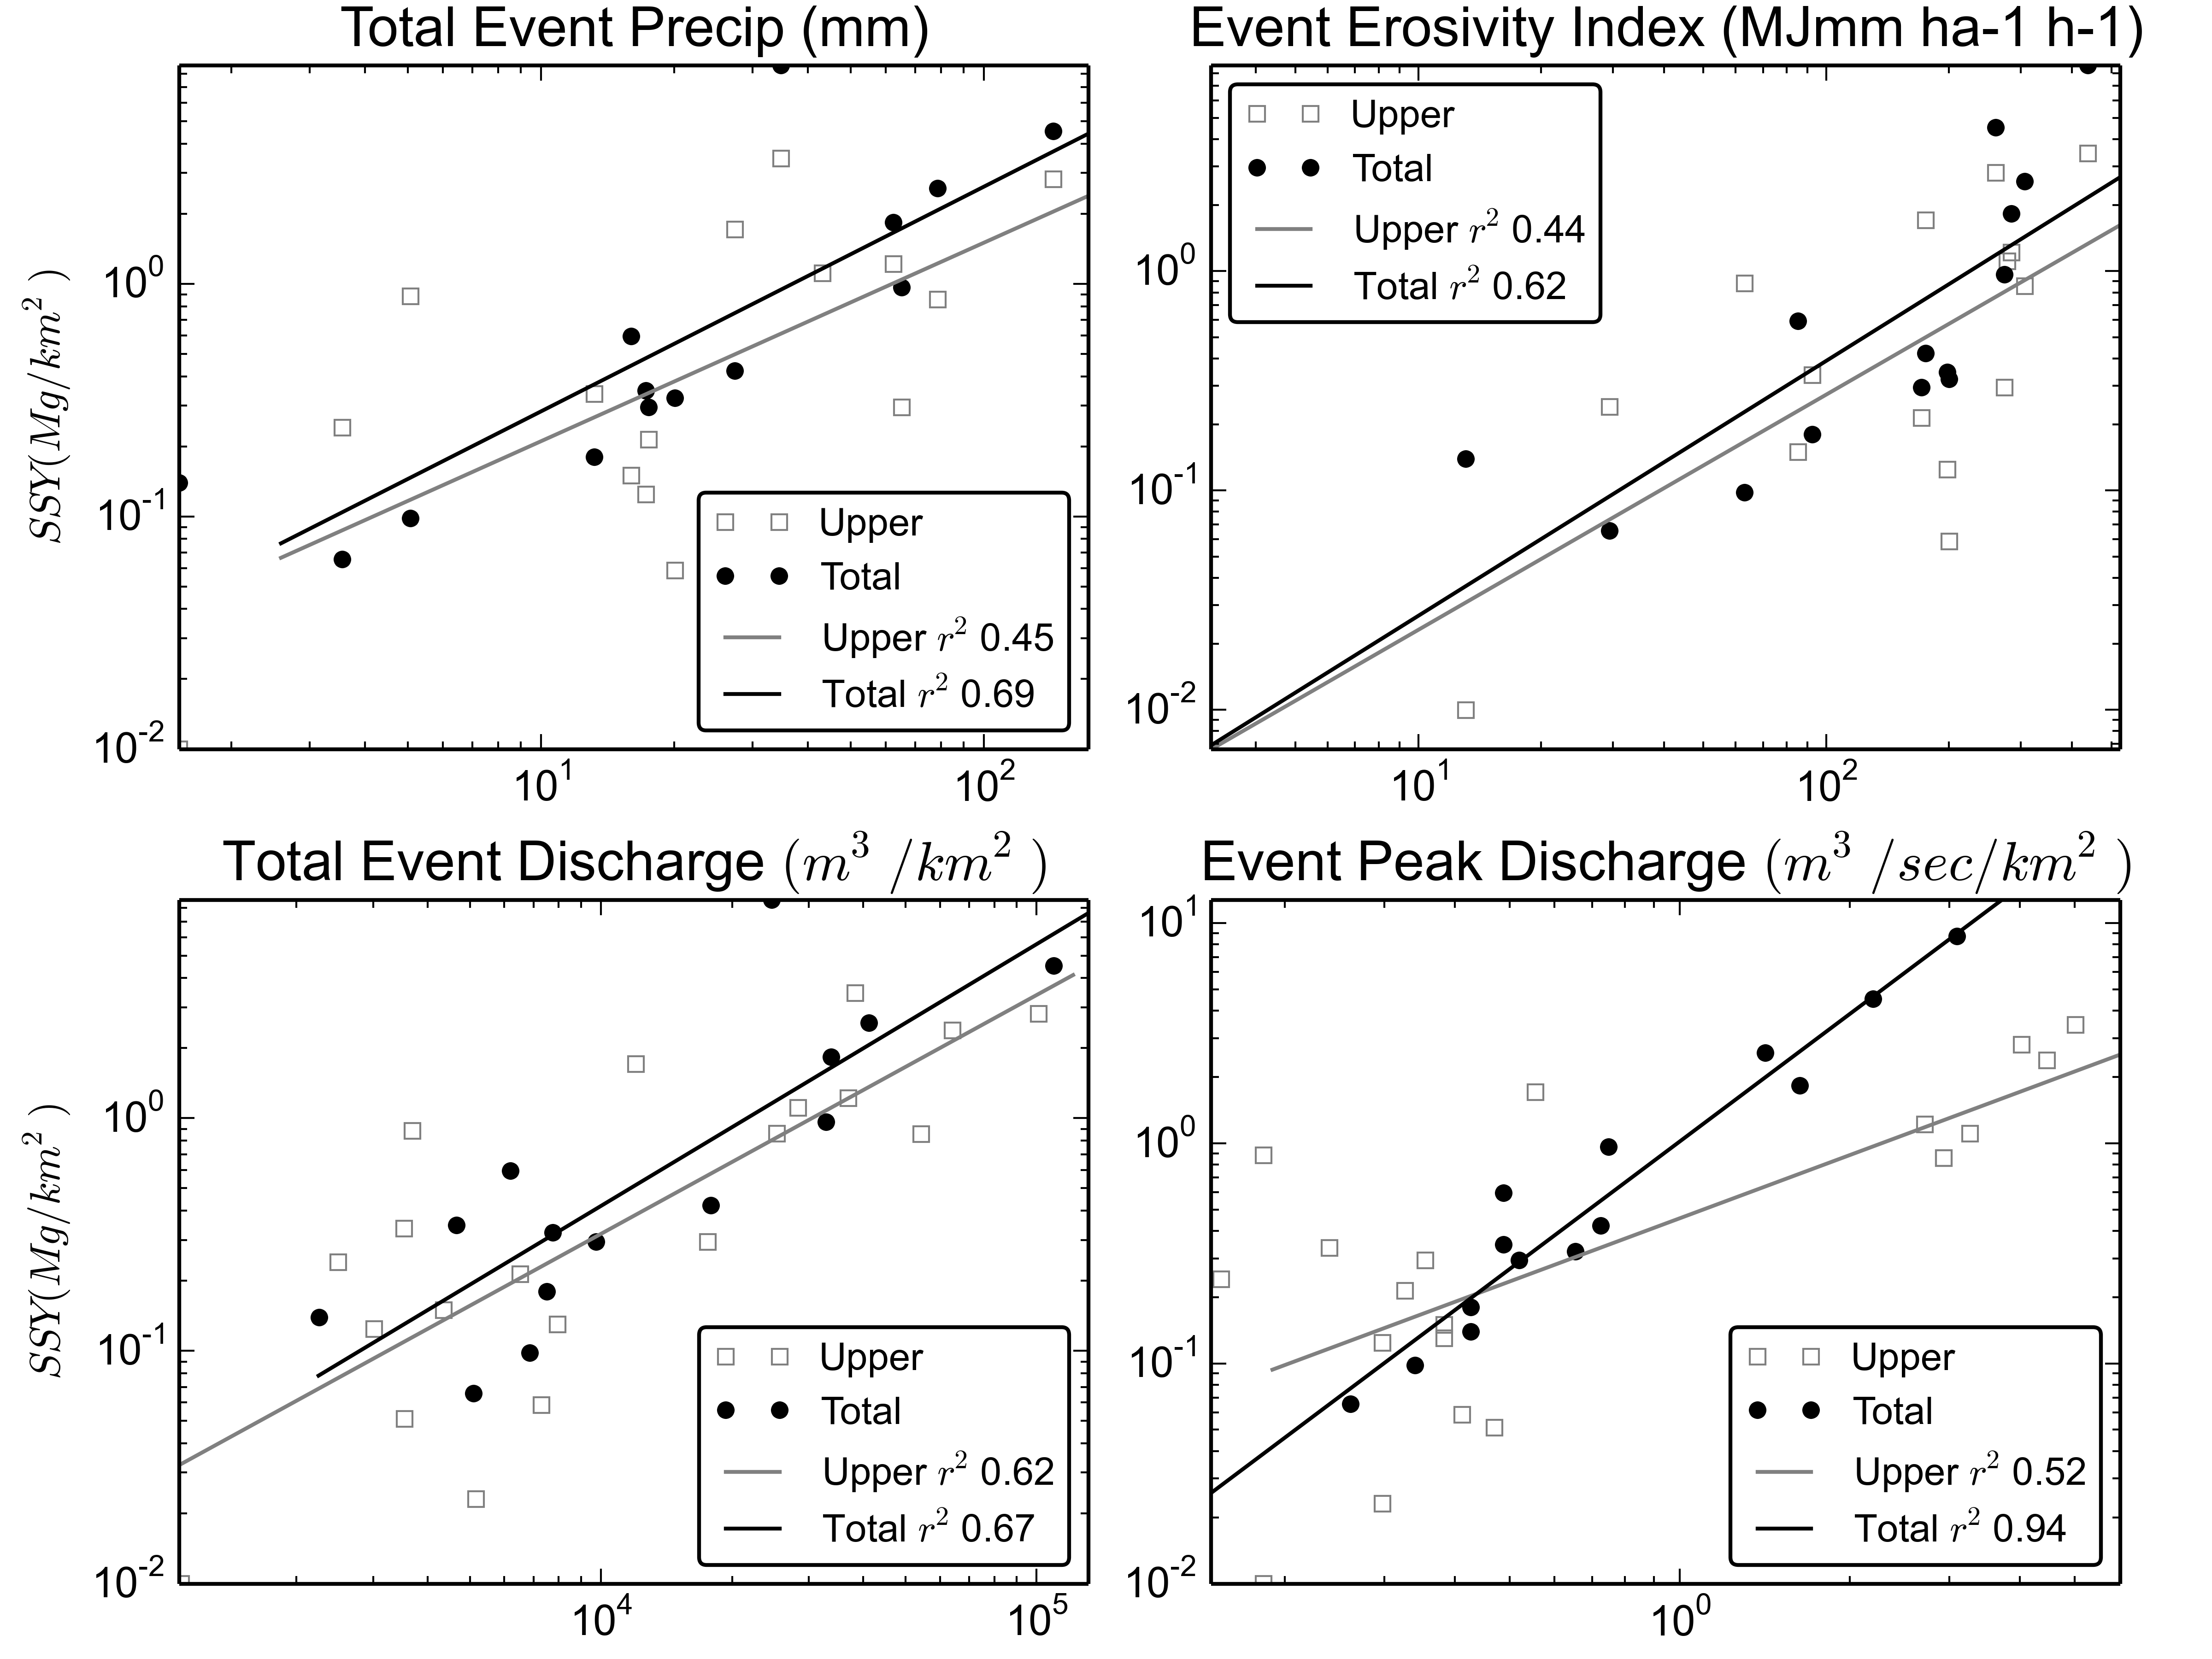 Total Event Precip (mm)
SSY(Mg/km²)
10⁰
10⁻¹
10⁻²
10¹
10²
Upper
Total
Upper r² 0.45
Total r² 0.69
Event Erosivity Index (MJmm ha-1 h-1)
Upper
Total
Upper r² 0.44
Total r² 0.62
10⁰
10⁻¹
10⁻²
10¹
10²
Total Event Discharge (m³/km²)
SSY(Mg/km²)
10⁰
10⁻¹
10⁻²
10⁴
10⁵
Upper
Total
Upper r² 0.62
Total r² 0.67
Event Peak Discharge (m³/sec/km²)
10¹
10⁰
10⁻¹
10⁻²
10⁰
Upper
Total
Upper r² 0.52
Total r² 0.94